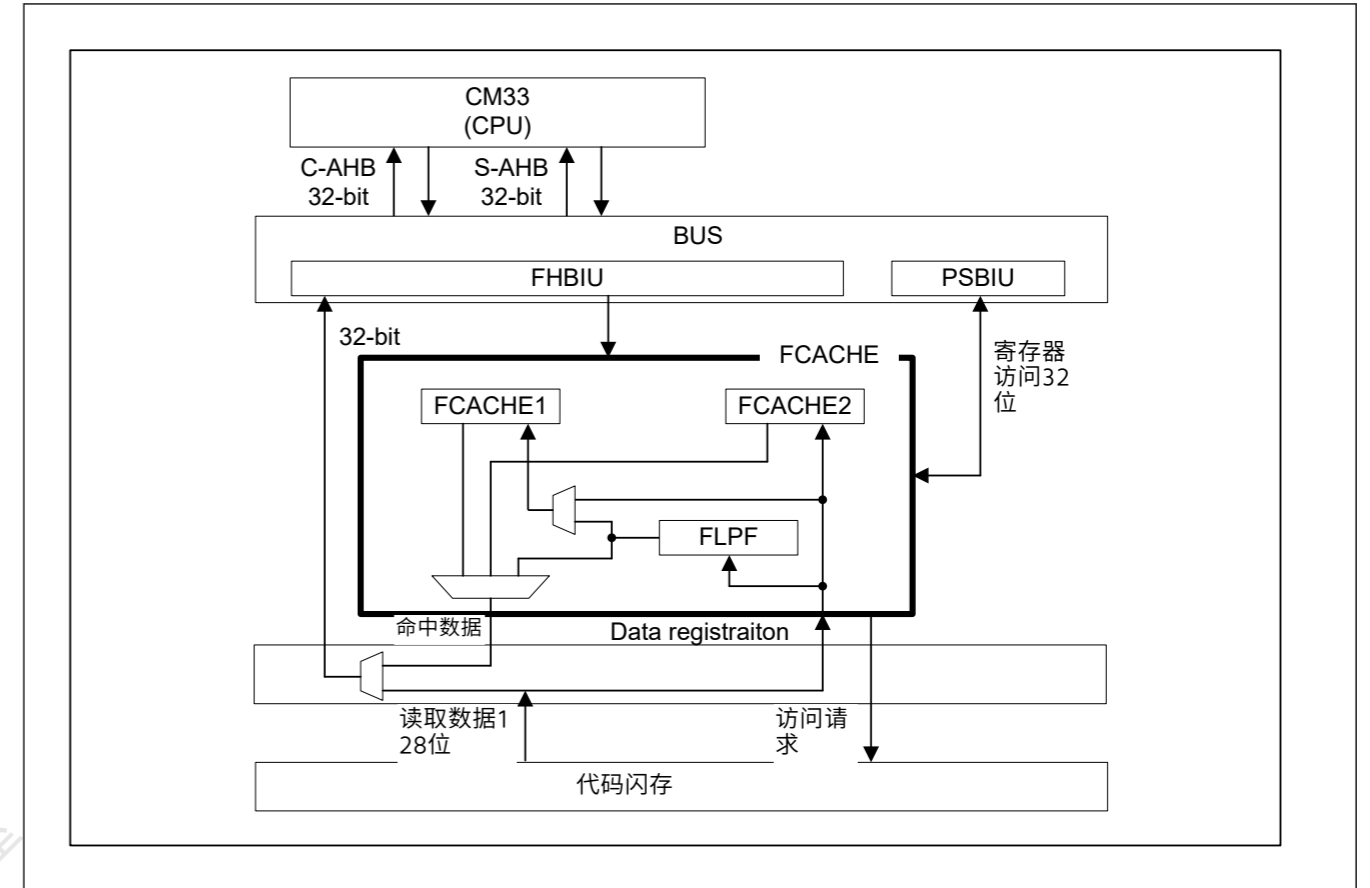 CM33
(CPU)
C-AHB
32-bit
S-AHB
32-bit
BUS
FHBIU
PSBIU
32-bit
FCACHE
寄存器
访问32
位
FCACHE1
FCACHE2
FLPF
命中数据
Data registraiton
读取数据1
28位
访问请
求
代码闪存